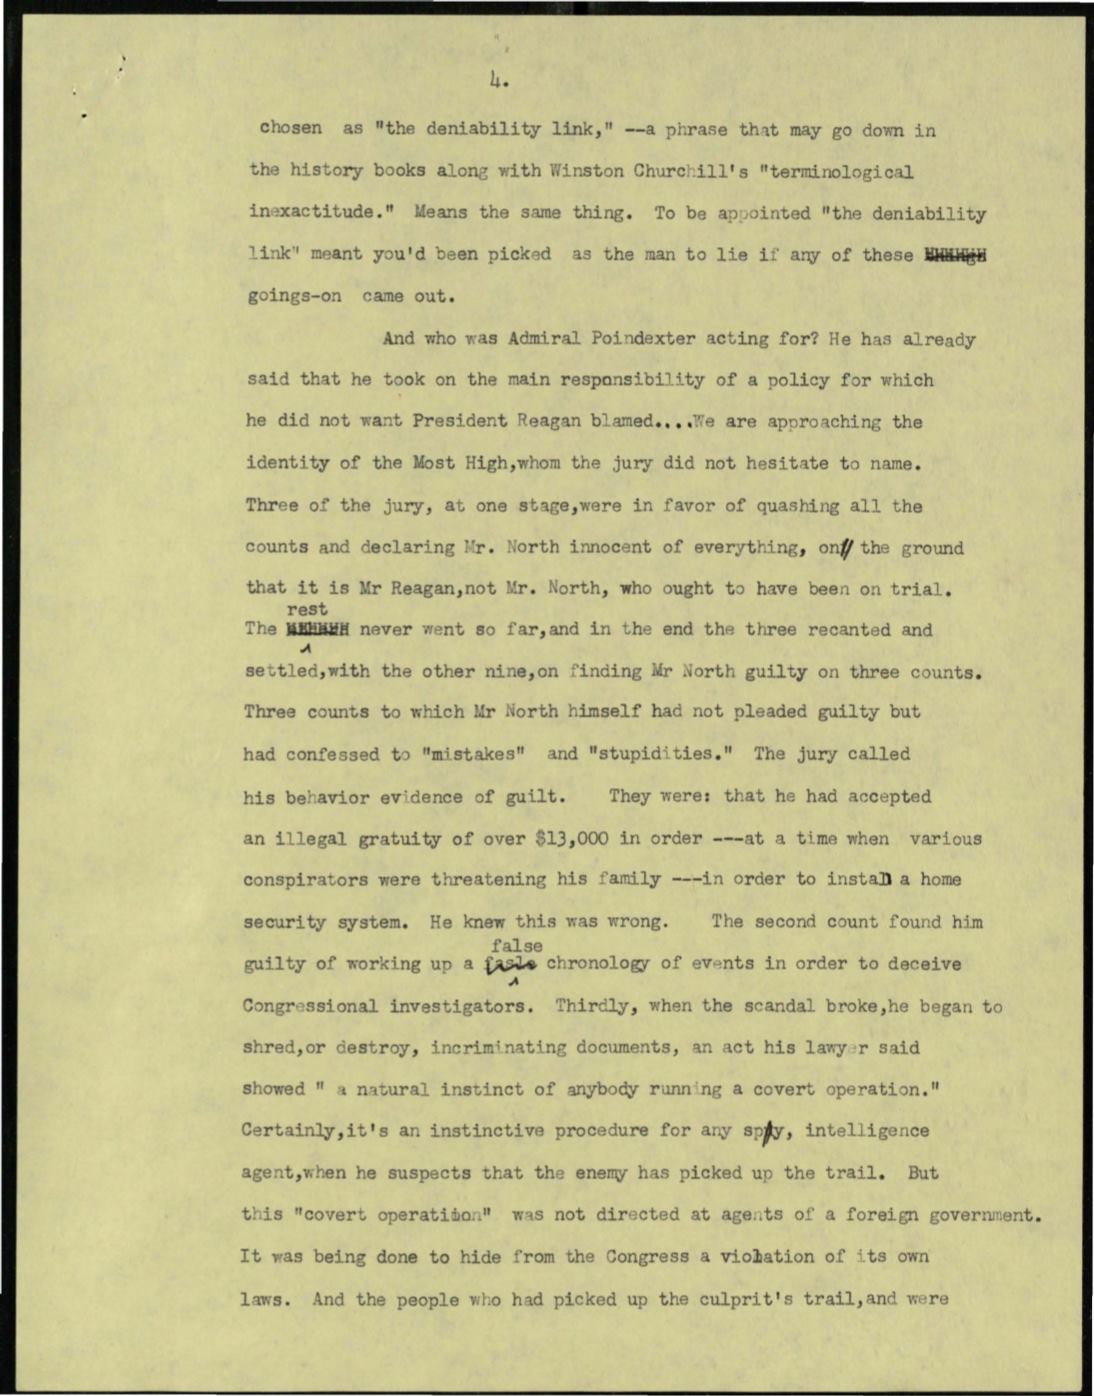 4.
chosen as "the deniability link," --a phrase that may go down in
the history books along with Winston Churchill's "terminological
inexactitude." Means the same thing. To be appointed "the deniability
link" meant you'd been picked as the man to lie if any of these
goings-on came out.
And who was Admiral Poindexter acting for? He has already
said that he took on the main responsibility of a policy for which
he did not want President Reagan blamed....We are approaching the
identity of the Most High,whom the jury did not hesitate to name.
Three of the jury, at one stage,were in favor of quashing all the
counts and declaring Mr. North innocent of everything, on the ground
that it is Mr Reagan,not Mr. North, who ought to have been on trial.
rest
The never went so far,and in the end the three recanted and
settled,with the other nine,on finding Mr North guilty on three counts.
Three counts to which Mr North himself had not pleaded guilty but
had confessed to "mistakes" and "stupidities." The jury called
his behavior evidence of guilt. They were: that he had accepted
an illegal gratuity of over $13,000 in order ---at a time when various
conspirators were threatening his family ---in order to install a home
security system. He knew this was wrong. The second count found him
false
guilty of working up a fasle chronology of events in order to deceive
Congressional investigators. Thirdly, when the scandal broke,he began to
shred,or destroy, incriminating documents, an act his lawyer said
showed " a natural instinct of anybody running a covert operation."
Certainly,it's an instinctive procedure for any spy, intelligence
agent,when he suspects that the enemy has picked up the trail. But
this "covert operation" was not directed at agents of a foreign government.
It was being done to hide from the Congress a violation of its own
laws. And the people who had picked up the culprit's trail,and were